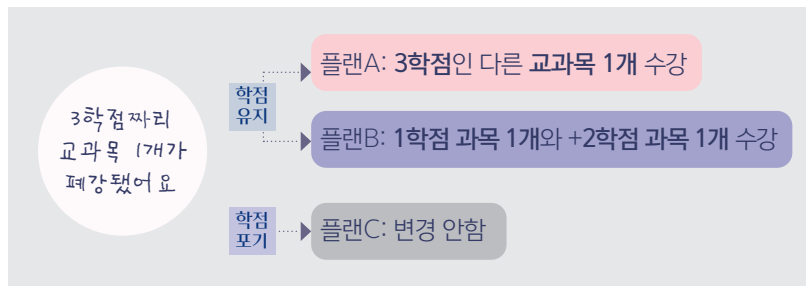 3학점짜리
교과목 1개가
폐강됐어요
학점
유지
플랜A: 3학점인 다른 교과목 1개 수강
플랜B: 1학점 과목 1개와 +2학점 과목 1개 수강
학점
포기
플랜C: 변경 안함